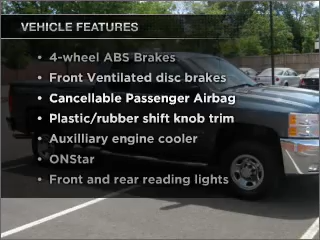 VEHICLE FEATURES
• 4-wheel ABS Brakes
• Front Ventilated disc brakes
• Cancellable Passenger Airbag
• Plastic/rubber shift knob trim
• Auxilliary engine cooler
• ONStar
• Front and rear reading lights